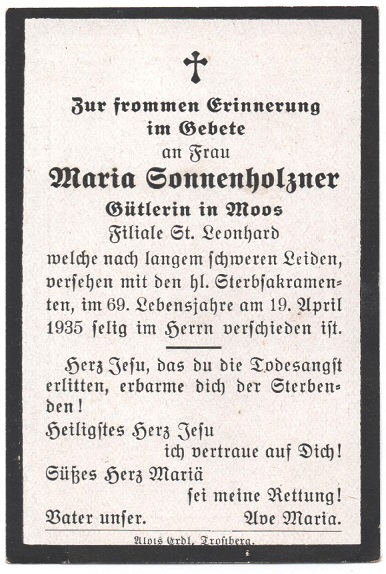 Zur frommen Erinnerung
im Gebete
an Frau
Maria Sonnenholzner
Gütlerin in Moos
Filiale St. Leonhard
welche nach langem schweren Leiden,
versehen mit den hl. Sterbsakramen-
ten, im 69. Lebensjahre am 19. April
1935 selig im Herrn verschieden ist.
Herz Jesu, das du die Todesangst
erlitten, erbarme dich der Sterben-
den!
Heiligstes Herz Jesu
ich vertraue auf Dich!
Süßes Herz Mariä
sei meine Rettung!
Vater unser. Ave Maria.
Alois Erdl, Trostberg.